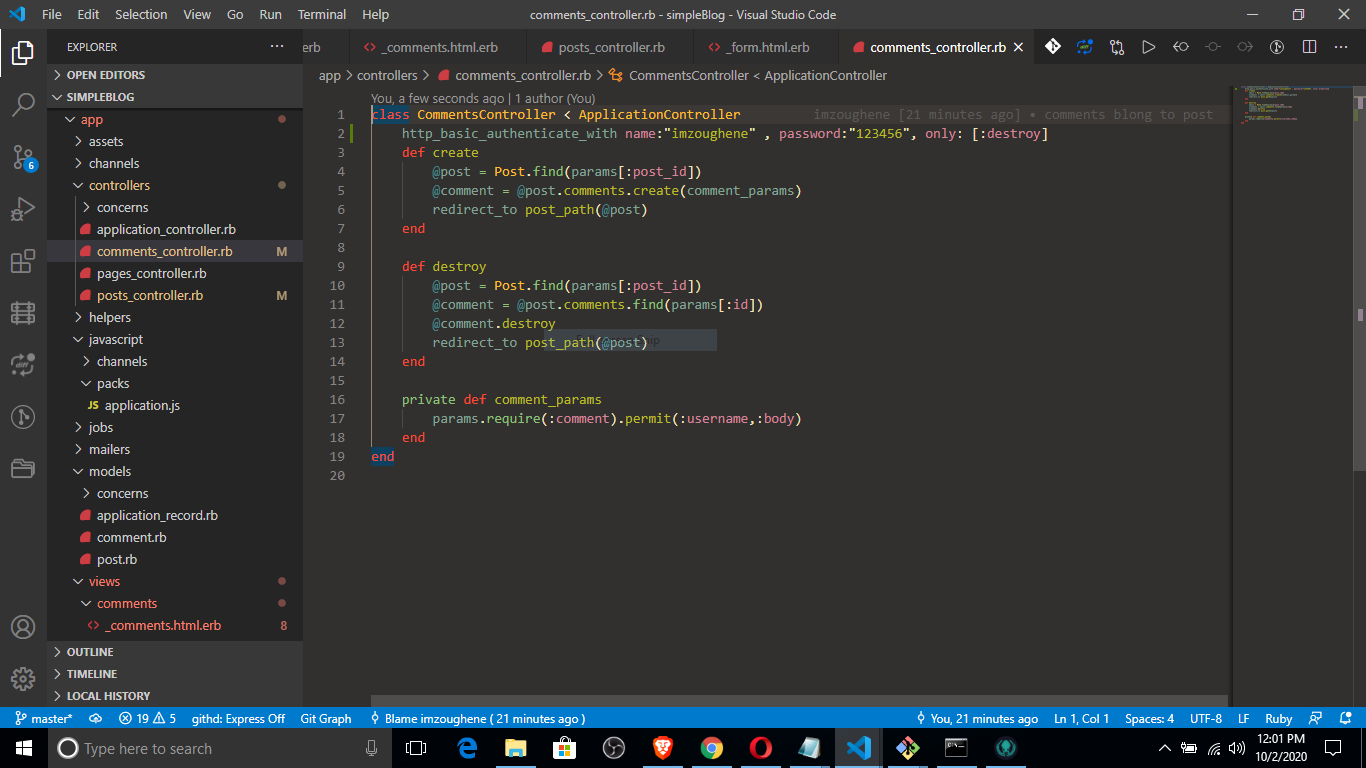 File Edit Selection View Go Run Terminal Help
comments_controller.rb - simpleBlog - Visual Studio Code
EXPLORER
erb
_comments.html.erb
posts_controller.rb
_form.html.erb
comments_controller.rb
app > controllers > comments_controller.rb > CommentsController < ApplicationController
OPEN EDITORS
SIMPLEBLOG
app
assets
channels
controllers
concerns
application_controller.rb
comments_controller.rb M
pages_controller.rb
posts_controller.rb M
helpers
javascript
channels
packs
JS application.js
jobs
mailers
models
concerns
application_record.rb
comment.rb
post.rb
views
comments
_comments.html.erb 8
OUTLINE
TIMELINE
LOCAL HISTORY
6
You, a few seconds ago | 1 author (You)
1 class CommentsController < ApplicationController imzoughene [21 minutes ago] • comments blong to post
2 http_basic_authenticate_with name:"imzoughene" , password:"123456", only: [:destroy]
3 def create
4 @post = Post.find(params[:post_id])
5 @comment = @post.comments.create(comment_params)
6 redirect_to post_path(@post)
7 end
8
9 def destroy
10 @post = Post.find(params[:post_id])
11 @comment = @post.comments.find(params[:id])
12 @comment.destroy
13 redirect_to post_path(@post)
14 end
15
16 private def comment_params
17 params.require(:comment).permit(:username,:body)
18 end
19 end
20
master* 19 5 githd: Express Off Git Graph Blame imzoughene ( 21 minutes ago ) You, 21 minutes ago Ln 1, Col 1 Spaces: 4 UTF-8 LF Ruby
Type here to search
12:01 PM
10/2/2020